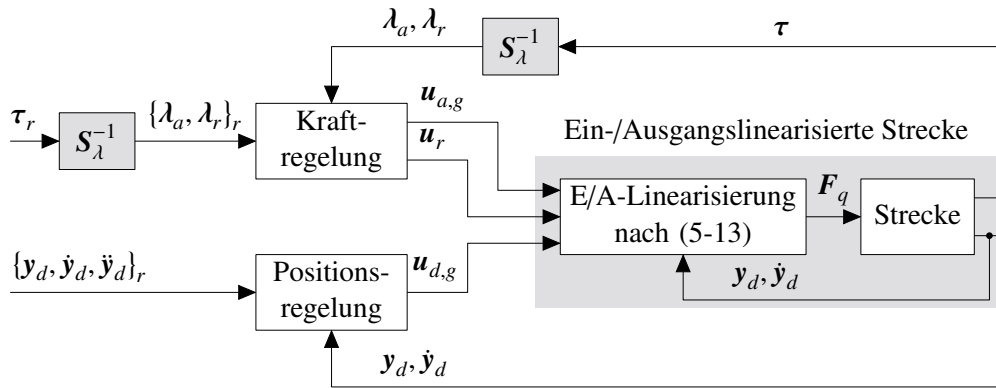 λ_a, λ_r
τ
S_λ^{-1}
τ_r
{λ_a, λ_r}_r
S_λ^{-1}
Kraft-
regelung
u_{a,g}
u_r
Ein-/Ausgangslinearisierte Strecke
E/A-Linearisierung
nach (5-13)
F_q
Strecke
{y_d, ẏ_d, ÿ_d}_r
Positions-
regelung
u_{d,g}
y_d, ẏ_d
y_d, ẏ_d